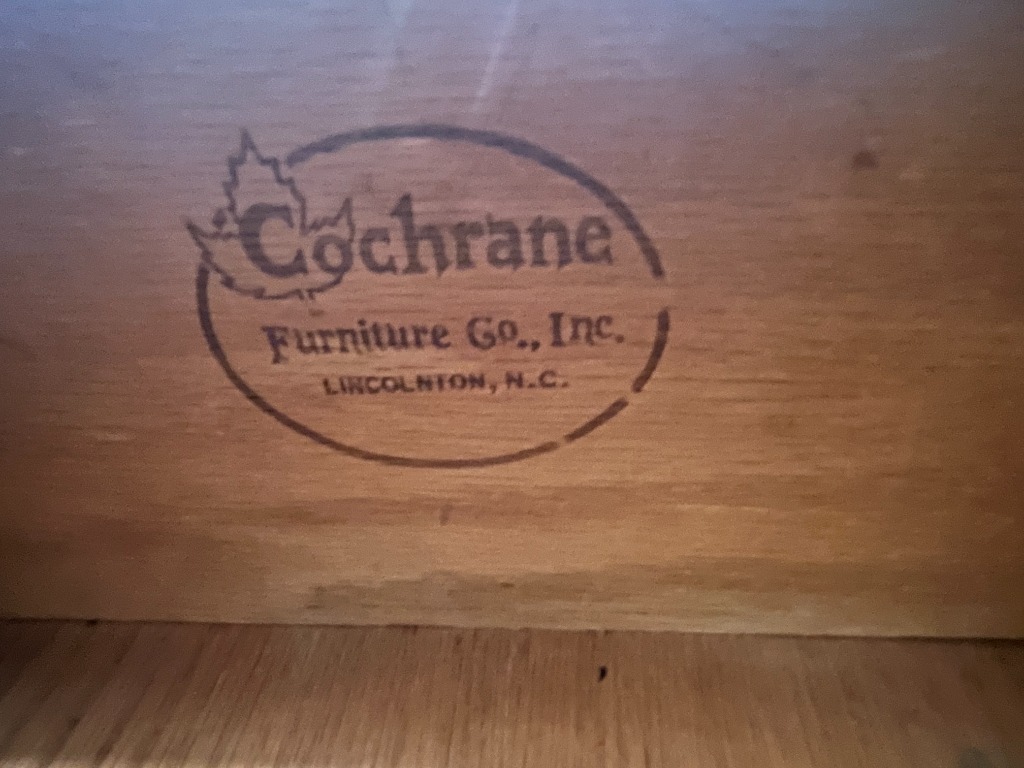 Cochrane
Furniture Co., Inc.
LINCOLNTON, N.C.